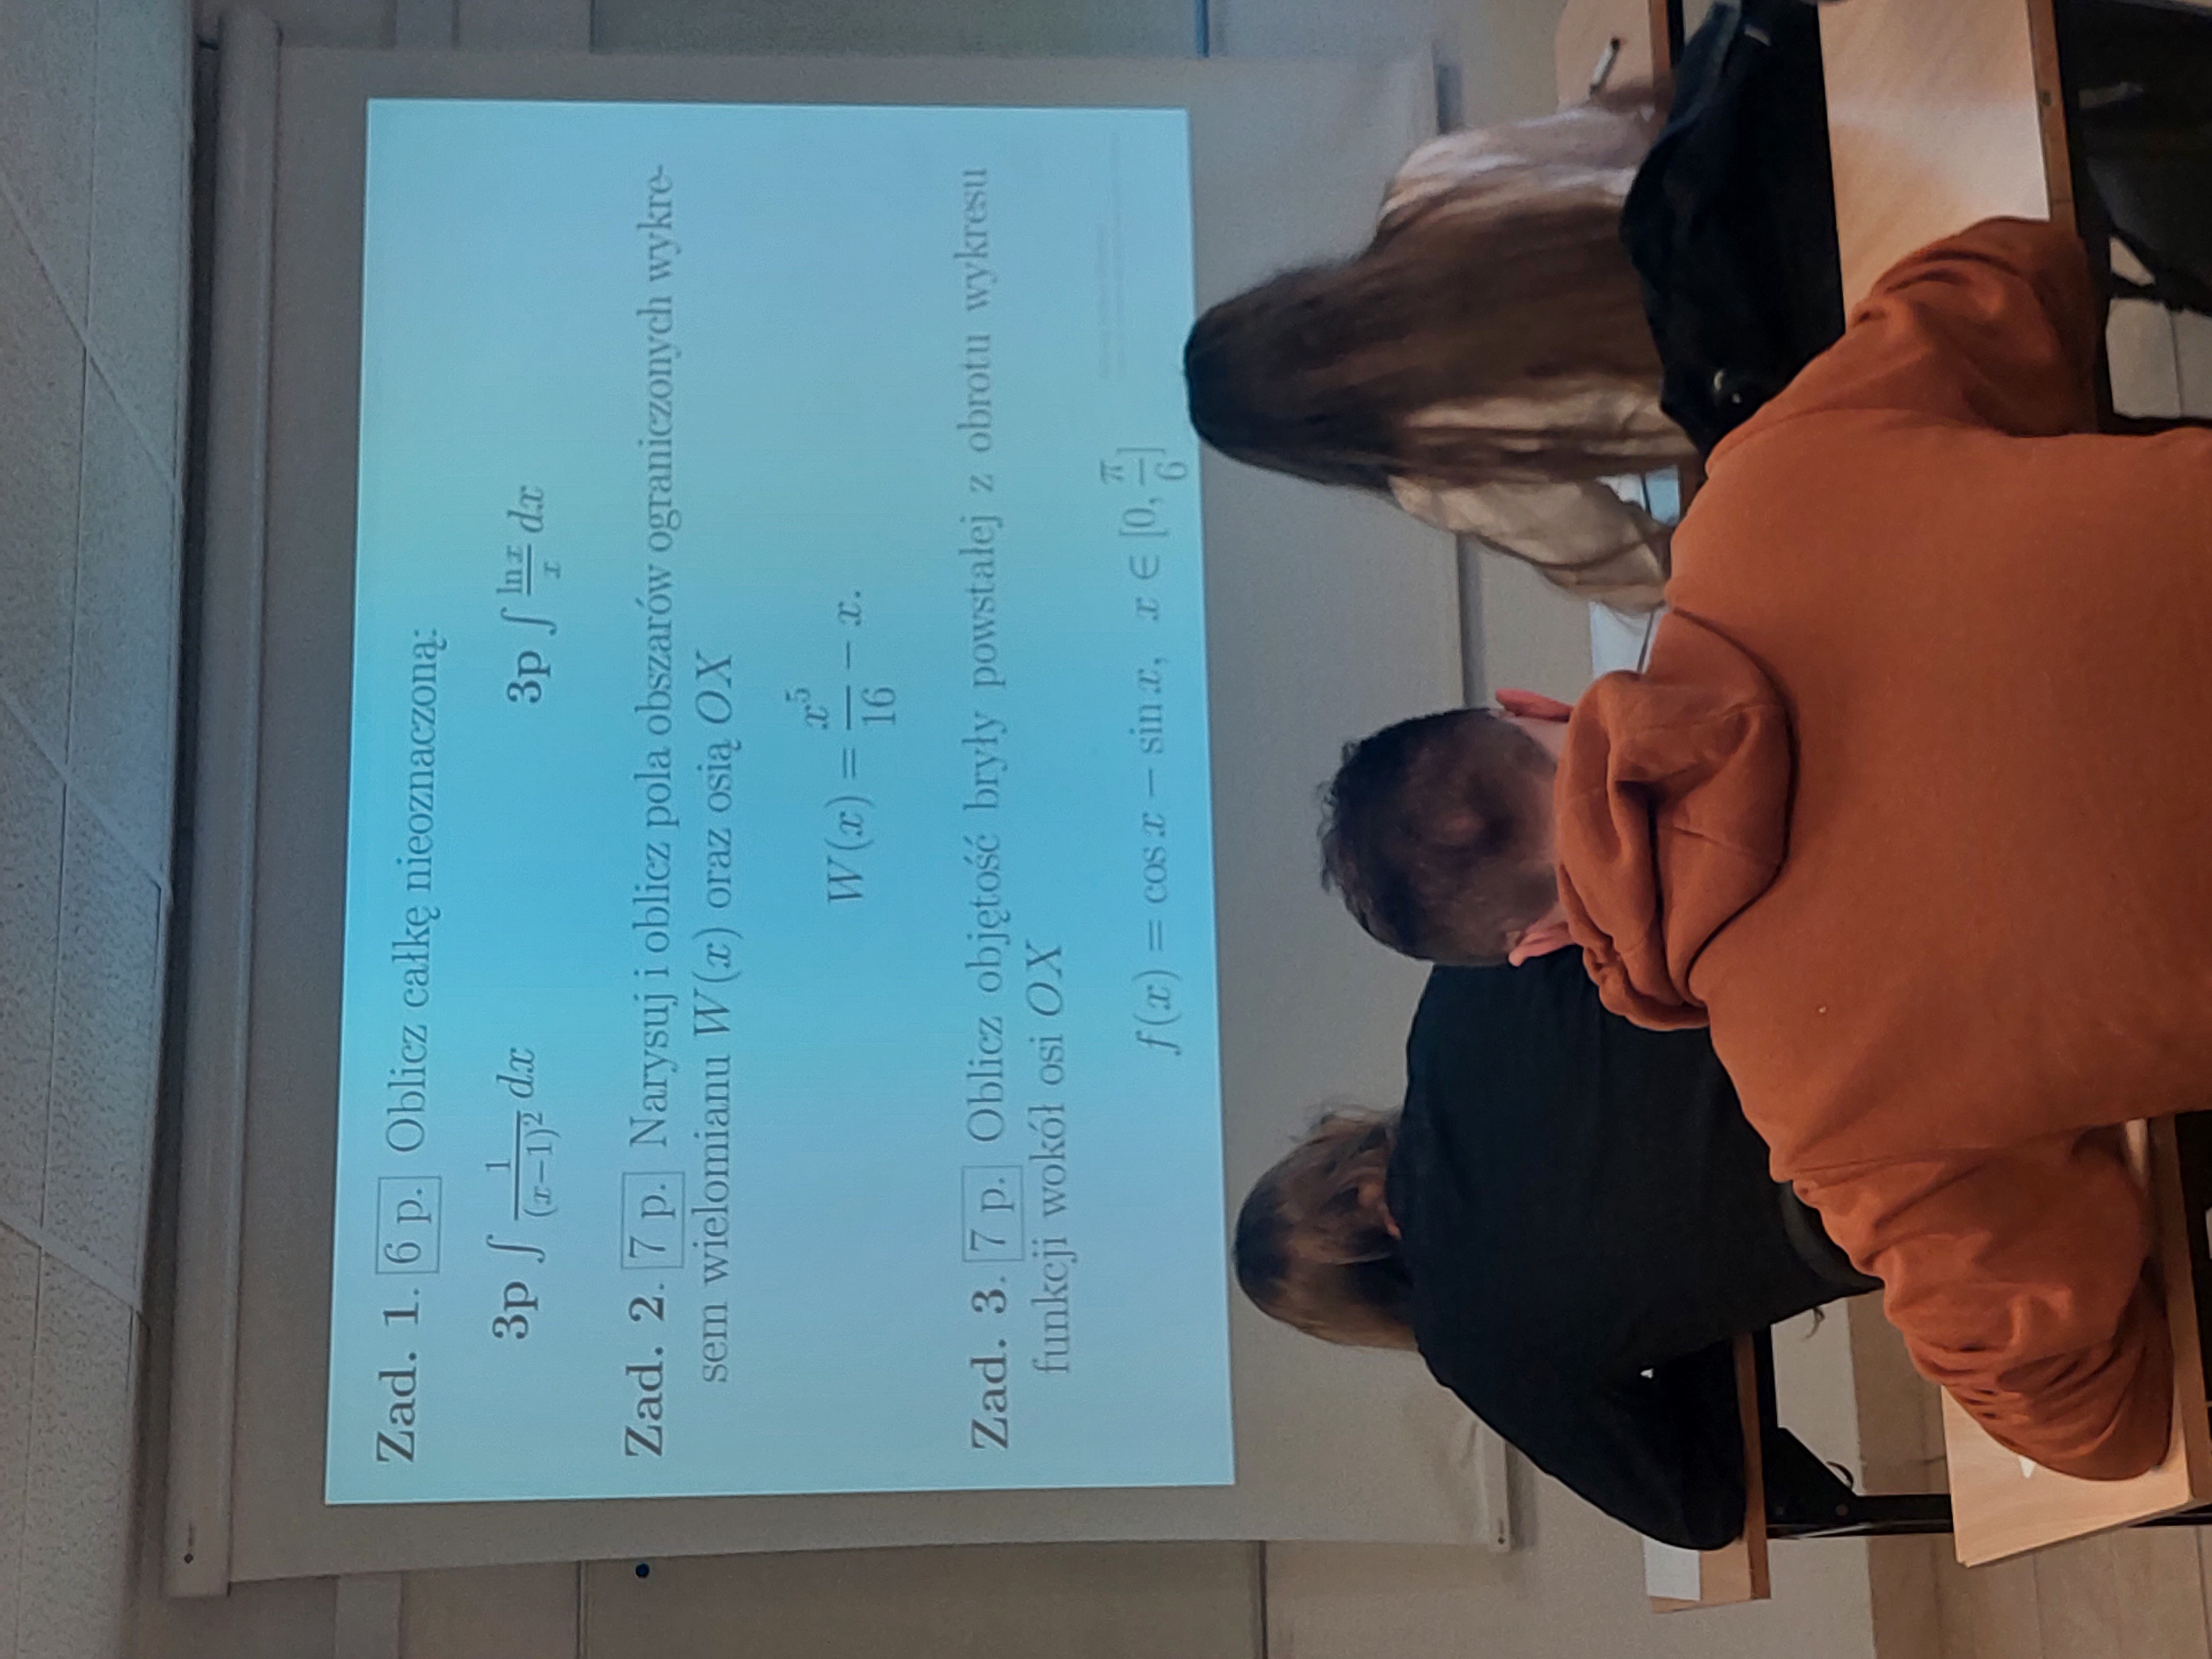 Zad. 1. 6 p. Oblicz całkę nieoznaczoną:
3p ∫ 1/(x−1)² dx 3p ∫ ln x/x dx
Zad. 2. 7 p. Narysuj i oblicz pola obszarów ograniczonych wykre-
sem wielomianu W(x) oraz osią OX
W(x) = x⁵/16 − x.
Zad. 3. 7 p. Oblicz objętość bryły powstałej z obrotu wykresu
funkcji wokół osi OX
f(x) = cos x − sin x, x ∈ [0, π/6]